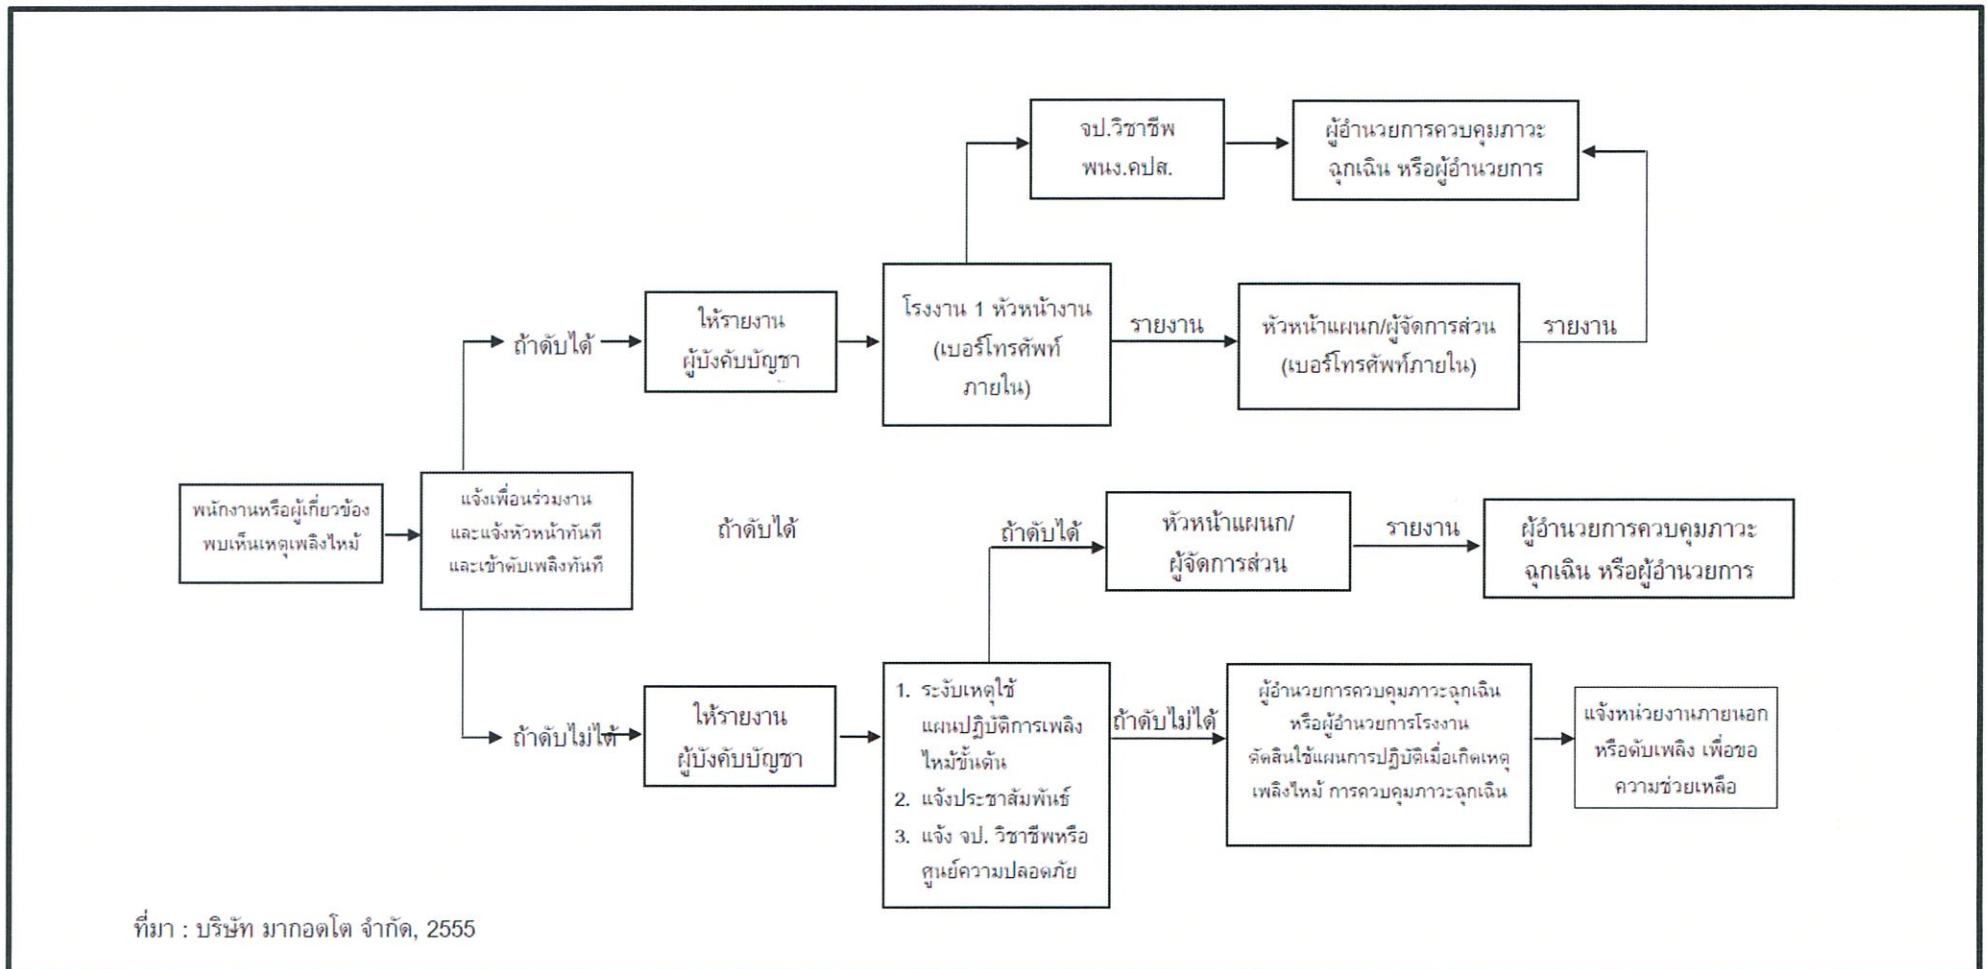 จป.วิชาชีพ
พนง.คปส.
ผู้อำนวยการควบคุมภาวะ
ฉุกเฉิน หรือผู้อำนวยการ
ถ้าดับได้
ให้รายงาน
ผู้บังคับบัญชา
โรงงาน 1 หัวหน้างาน
(เบอร์โทรศัพท์
ภายใน)
รายงาน
หัวหน้าแผนก/ผู้จัดการส่วน
(เบอร์โทรศัพท์ภายใน)
รายงาน
พนักงานหรือผู้เกี่ยวข้อง
พบเห็นเหตุเพลิงไหม้
แจ้งเพื่อนร่วมงาน
และแจ้งหัวหน้าทันที
และเข้าดับเพลิงทันที
ถ้าดับได้
ถ้าดับได้
หัวหน้าแผนก/
ผู้จัดการส่วน
รายงาน
ผู้อำนวยการควบคุมภาวะ
ฉุกเฉิน หรือผู้อำนวยการ
ถ้าดับไม่ได้
ให้รายงาน
ผู้บังคับบัญชา
1. ระงับเหตุใช้
แผนปฏิบัติการเพลิง
ไหม้ขั้นต้น
2. แจ้งประชาสัมพันธ์
3. แจ้ง จป. วิชาชีพหรือ
ศูนย์ความปลอดภัย
ถ้าดับไม่ได้
ผู้อำนวยการควบคุมภาวะฉุกเฉิน
หรือผู้อำนวยการโรงงาน
ตัดสินใช้แผนการปฏิบัติเมื่อเกิดเหตุ
เพลิงไหม้ การควบคุมภาวะฉุกเฉิน
แจ้งหน่วยงานภายนอก
หรือดับเพลิง เพื่อขอ
ความช่วยเหลือ
ที่มา : บริษัท มากอตโต จำกัด, 2555